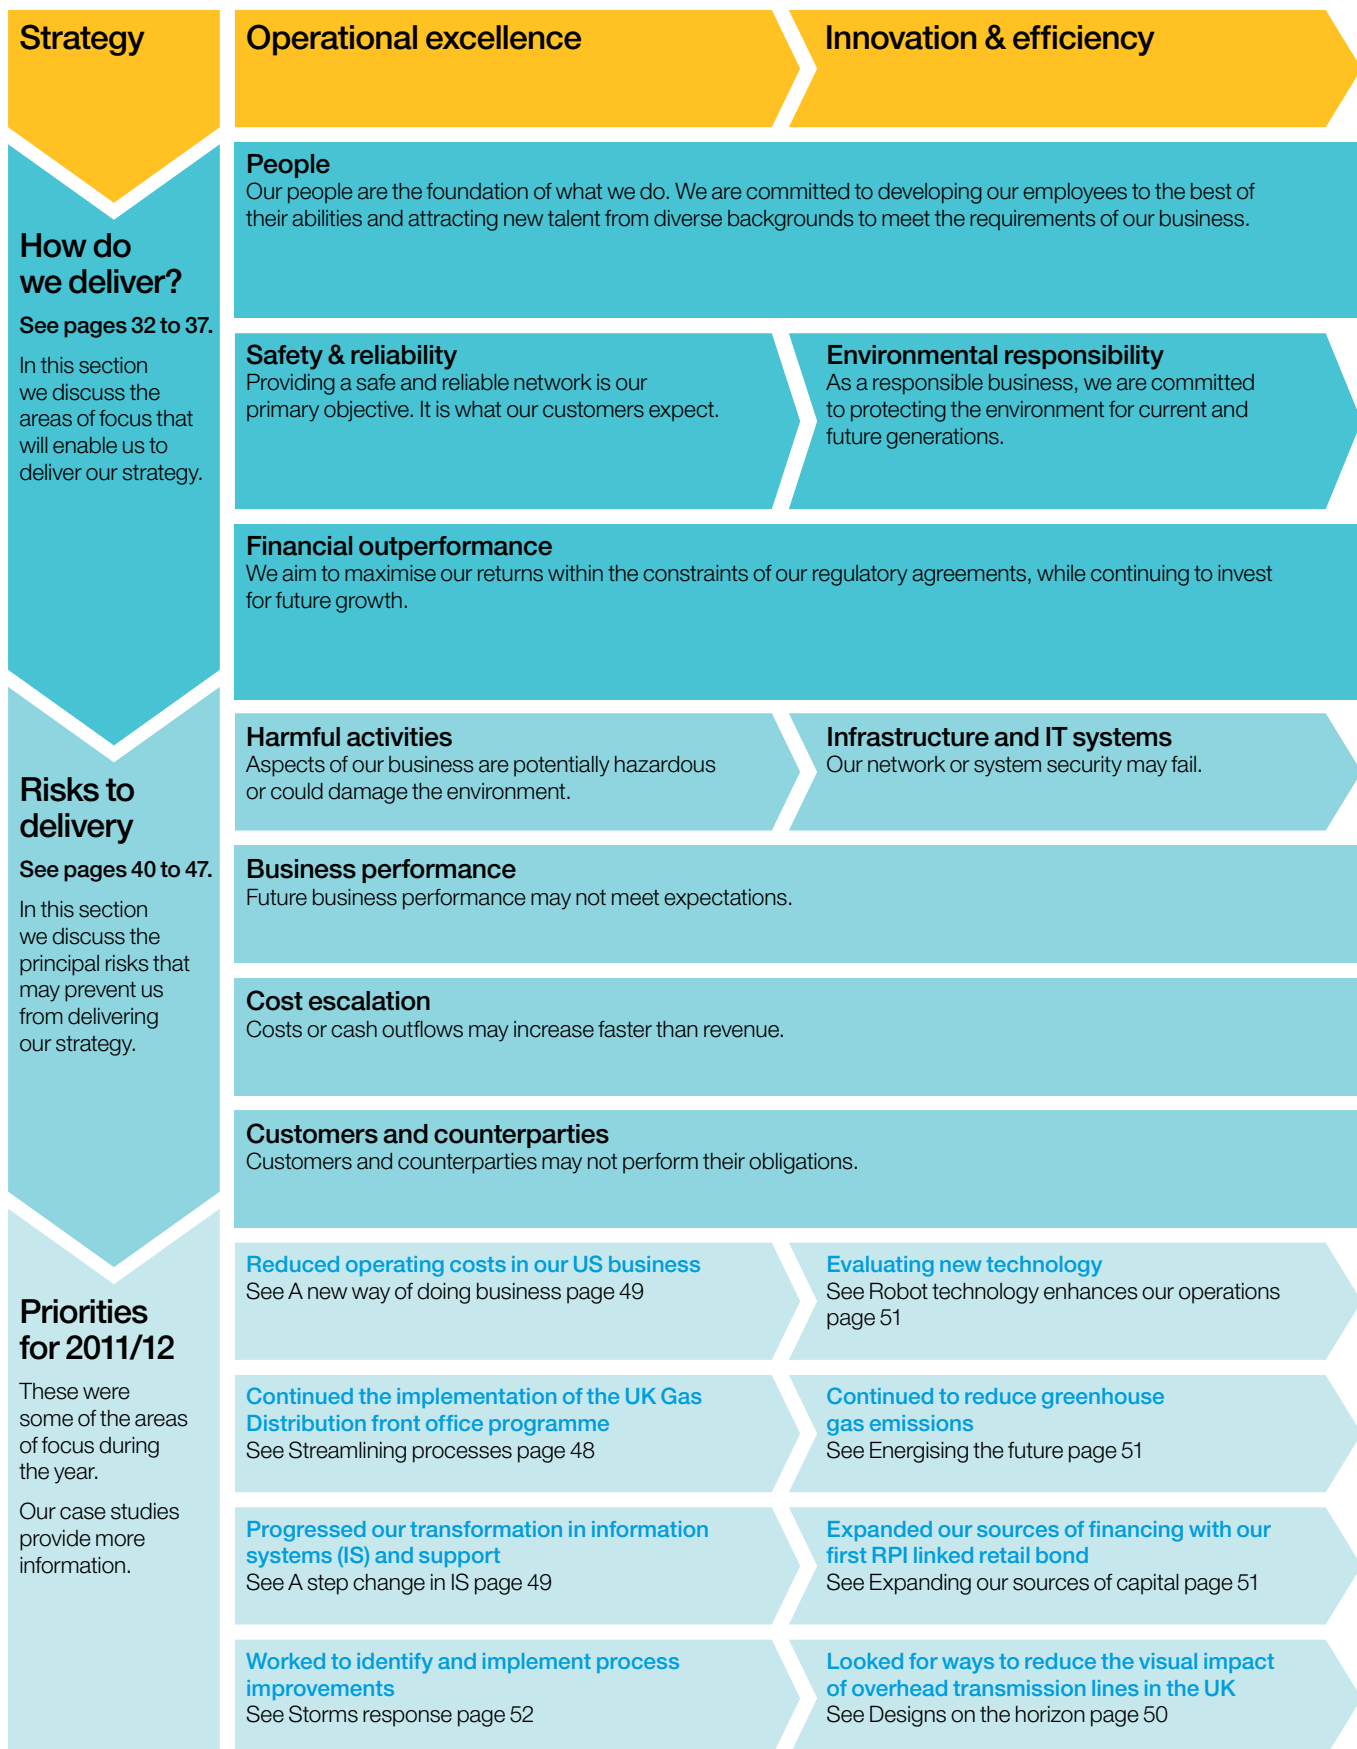 Strategy
Operational excellence
Innovation & efficiency
How do
we deliver?
See pages 32 to 37.
In this section
we discuss the
areas of focus that
will enable us to
deliver our strategy.
People
Our people are the foundation of what we do. We are committed to developing our employees to the best of
their abilities and attracting new talent from diverse backgrounds to meet the requirements of our business.
Safety & reliability
Providing a safe and reliable network is our
primary objective. It is what our customers expect.
Environmental responsibility
As a responsible business, we are committed
to protecting the environment for current and
future generations.
Financial outperformance
We aim to maximise our returns within the constraints of our regulatory agreements, while continuing to invest
for future growth.
Risks to
delivery
See pages 40 to 47.
In this section
we discuss the
principal risks that
may prevent us
from delivering
our strategy.
Harmful activities
Aspects of our business are potentially hazardous
or could damage the environment.
Infrastructure and IT systems
Our network or system security may fail.
Business performance
Future business performance may not meet expectations.
Cost escalation
Costs or cash outflows may increase faster than revenue.
Customers and counterparties
Customers and counterparties may not perform their obligations.
Priorities
for 2011/12
These were
some of the areas
of focus during
the year.
Our case studies
provide more
information.
Reduced operating costs in our US business
See A new way of doing business page 49
Evaluating new technology
See Robot technology enhances our operations
page 51
Continued the implementation of the UK Gas
Distribution front office programme
See Streamlining processes page 48
Continued to reduce greenhouse
gas emissions
See Energising the future page 51
Progressed our transformation in information
systems (IS) and support
See A step change in IS page 49
Expanded our sources of financing with our
first RPI linked retail bond
See Expanding our sources of capital page 51
Worked to identify and implement process
improvements
See Storms response page 52
Looked for ways to reduce the visual impact
of overhead transmission lines in the UK
See Designs on the horizon page 50